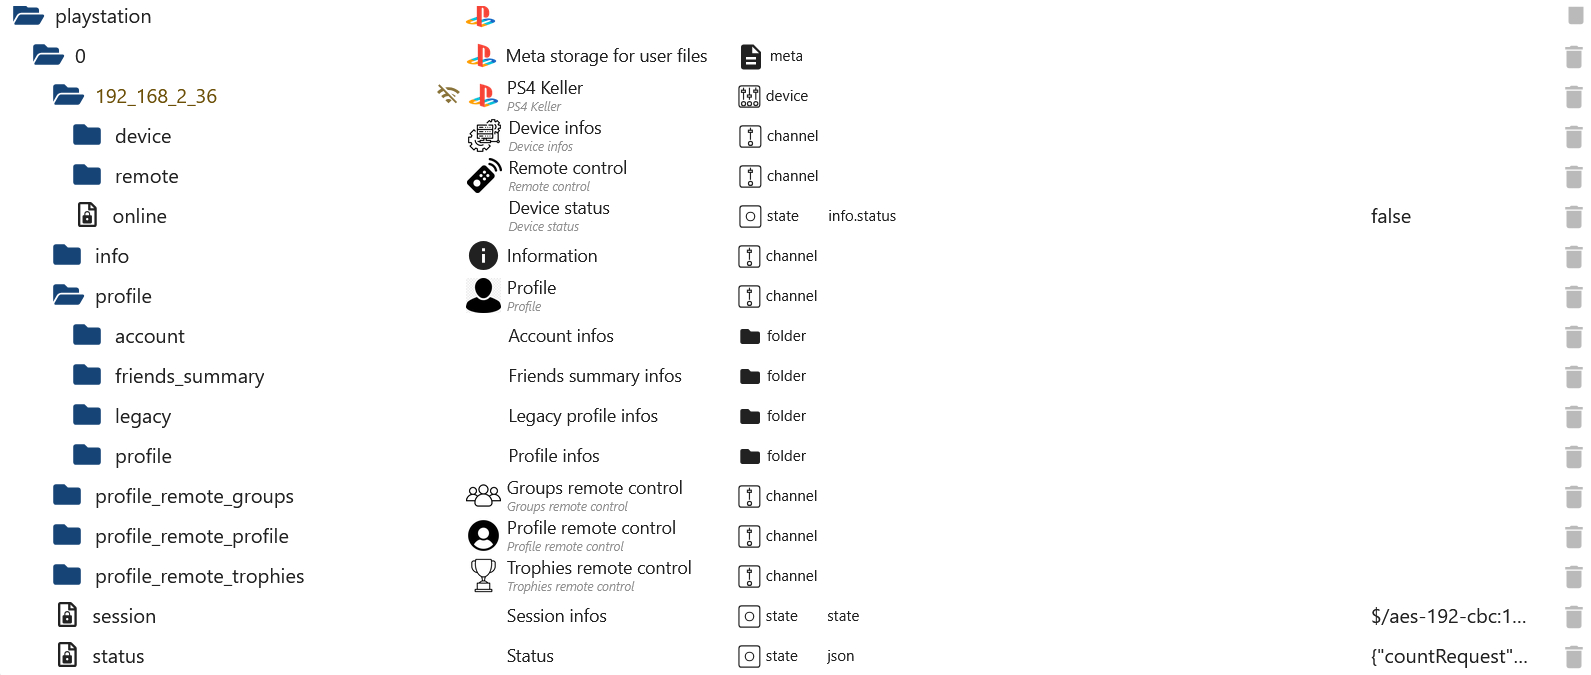 playstation
0 Meta storage for user files meta
192_168_2_36 PS4 Keller device
PS4 Keller
device Device infos channel
Device infos
remote Remote control channel
Remote control
online Device status state info.status false
Device status
info Information channel
profile Profile channel
Profile
account Account infos folder
friends_summary Friends summary infos folder
legacy Legacy profile infos folder
profile Profile infos folder
profile_remote_groups Groups remote control channel
Groups remote control
profile_remote_profile Profile remote control channel
Profile remote control
profile_remote_trophies Trophies remote control channel
Trophies remote control
session Session infos state state $/aes-192-cbc:1...
status Status state json {"countRequest"...